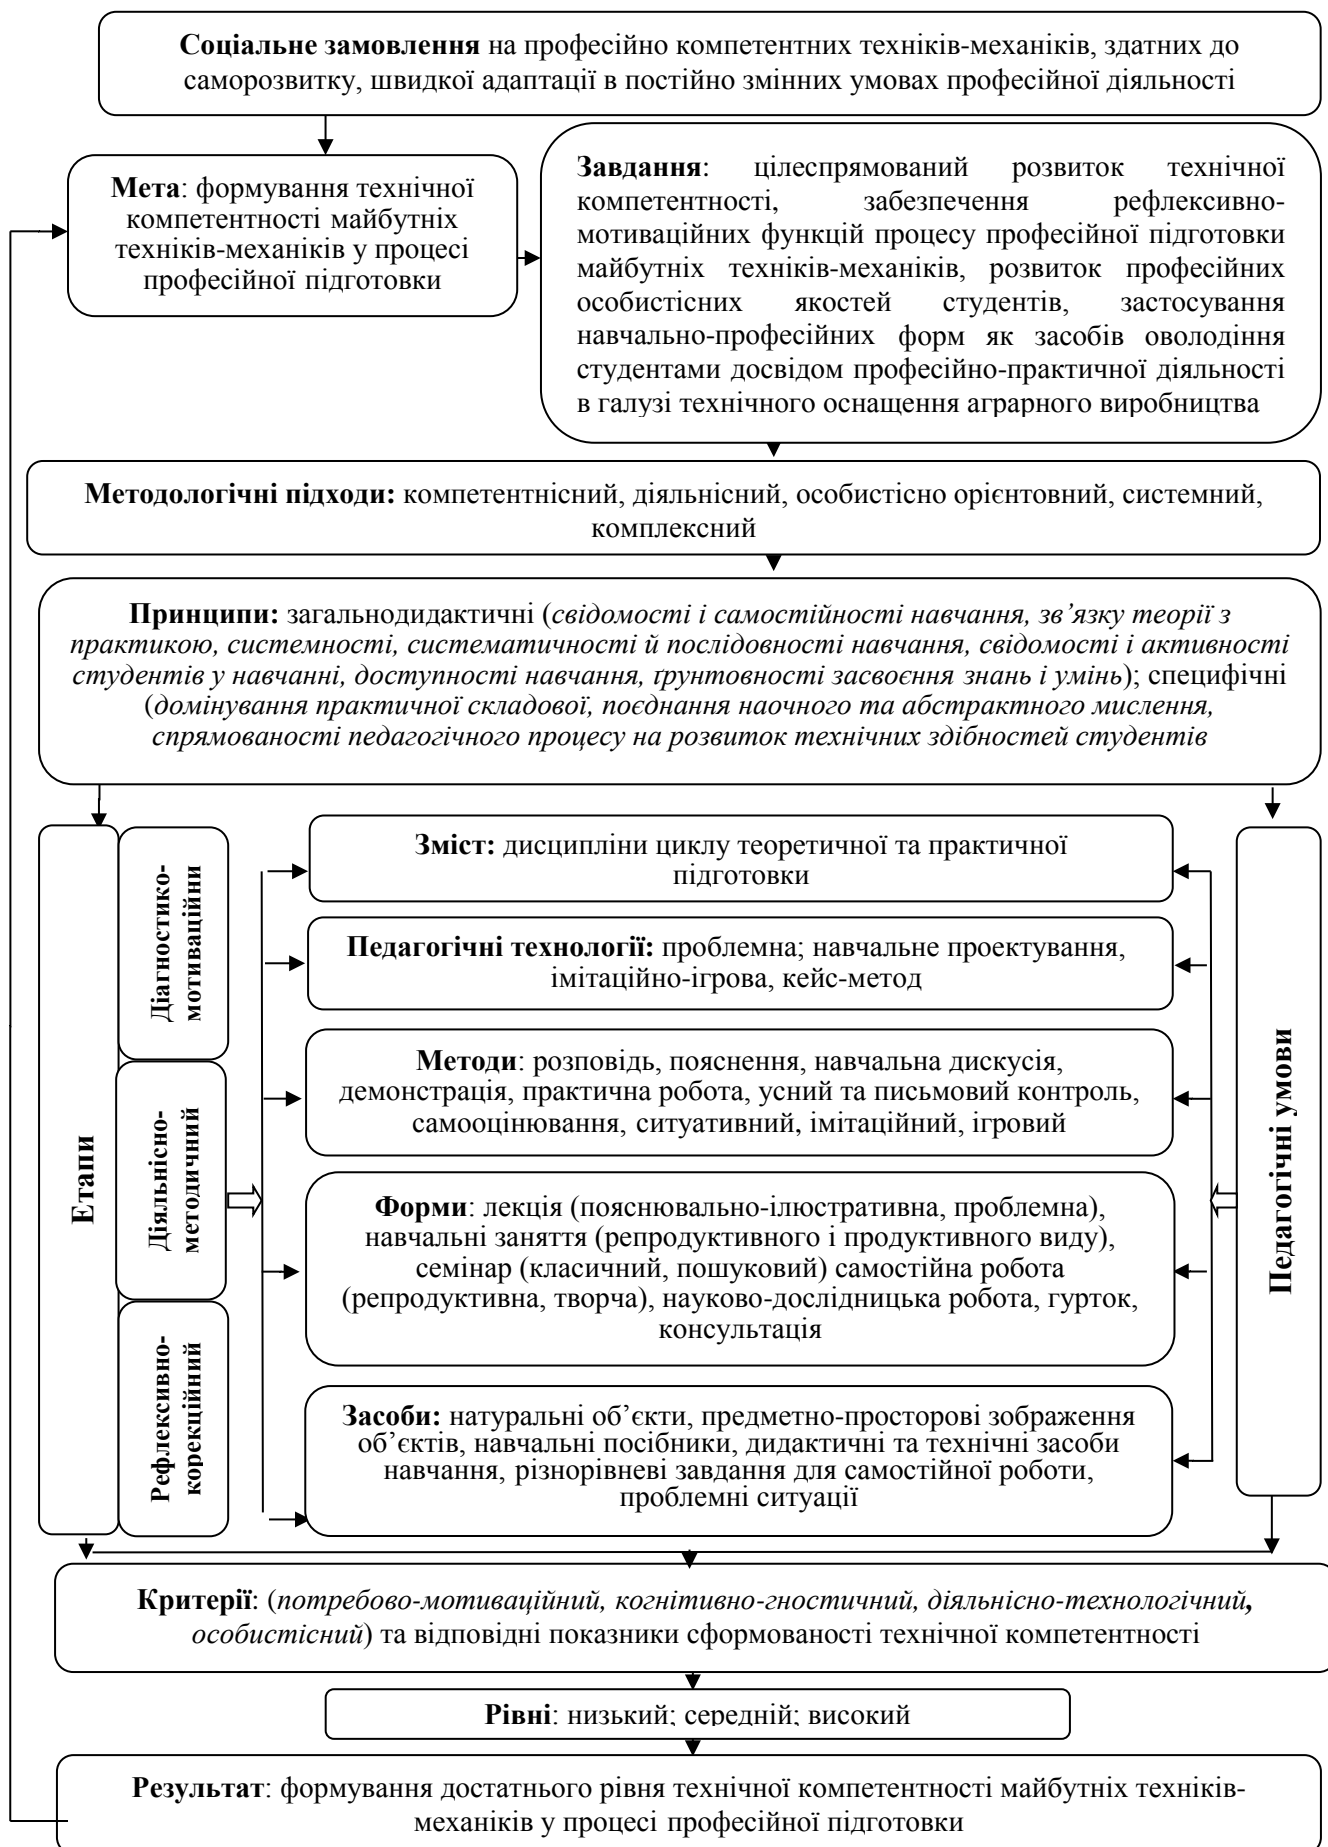 Соціальне замовлення на професійно компетентних техніків-механіків, здатних до
саморозвитку, швидкої адаптації в постійно змінних умовах професійної діяльності
Мета: формування технічної
компетентності майбутніх
техніків-механіків у процесі
професійної підготовки
Завдання: цілеспрямований розвиток технічної
компетентності, забезпечення рефлексивно-
мотиваційних функцій процесу професійної підготовки
майбутніх техніків-механіків, розвиток професійних
особистісних якостей студентів, застосування
навчально-професійних форм як засобів оволодіння
студентами досвідом професійно-практичної діяльності
в галузі технічного оснащення аграрного виробництва
Методологічні підходи: компетентнісний, діяльнісний, особистісно орієнтовний, системний,
комплексний
Принципи: загальнодидактичні (свідомості і самостійності навчання, зв’язку теорії з
практикою, системності, систематичності й послідовності навчання, свідомості і активності
студентів у навчанні, доступності навчання, ґрунтовності засвоєння знань і умінь); специфічні
(домінування практичної складової, поєднання наочного та абстрактного мислення,
спрямованості педагогічного процесу на розвиток технічних здібностей студентів
Етапи
Діагностико-
мотиваційни
Діяльнісно-
методичний
Рефлексивно-
корекційний
Зміст: дисципліни циклу теоретичної та практичної
підготовки
Педагогічні технології: проблемна; навчальне проектування,
імітаційно-ігрова, кейс-метод
Методи: розповідь, пояснення, навчальна дискусія,
демонстрація, практична робота, усний та письмовий контроль,
самооцінювання, ситуативний, імітаційний, ігровий
Форми: лекція (пояснювально-ілюстративна, проблемна),
навчальні заняття (репродуктивного і продуктивного виду),
семінар (класичний, пошуковий) самостійна робота
(репродуктивна, творча), науково-дослідницька робота, гурток,
консультація
Засоби: натуральні об’єкти, предметно-просторові зображення
об’єктів, навчальні посібники, дидактичні та технічні засоби
навчання, різнорівневі завдання для самостійної роботи,
проблемні ситуації
Педагогічні умови
Критерії: (потребово-мотиваційний, когнітивно-гностичний, діяльнісно-технологічний,
особистісний) та відповідні показники сформованості технічної компетентності
Рівні: низький; середній; високий
Результат: формування достатнього рівня технічної компетентності майбутніх техніків-
механіків у процесі професійної підготовки